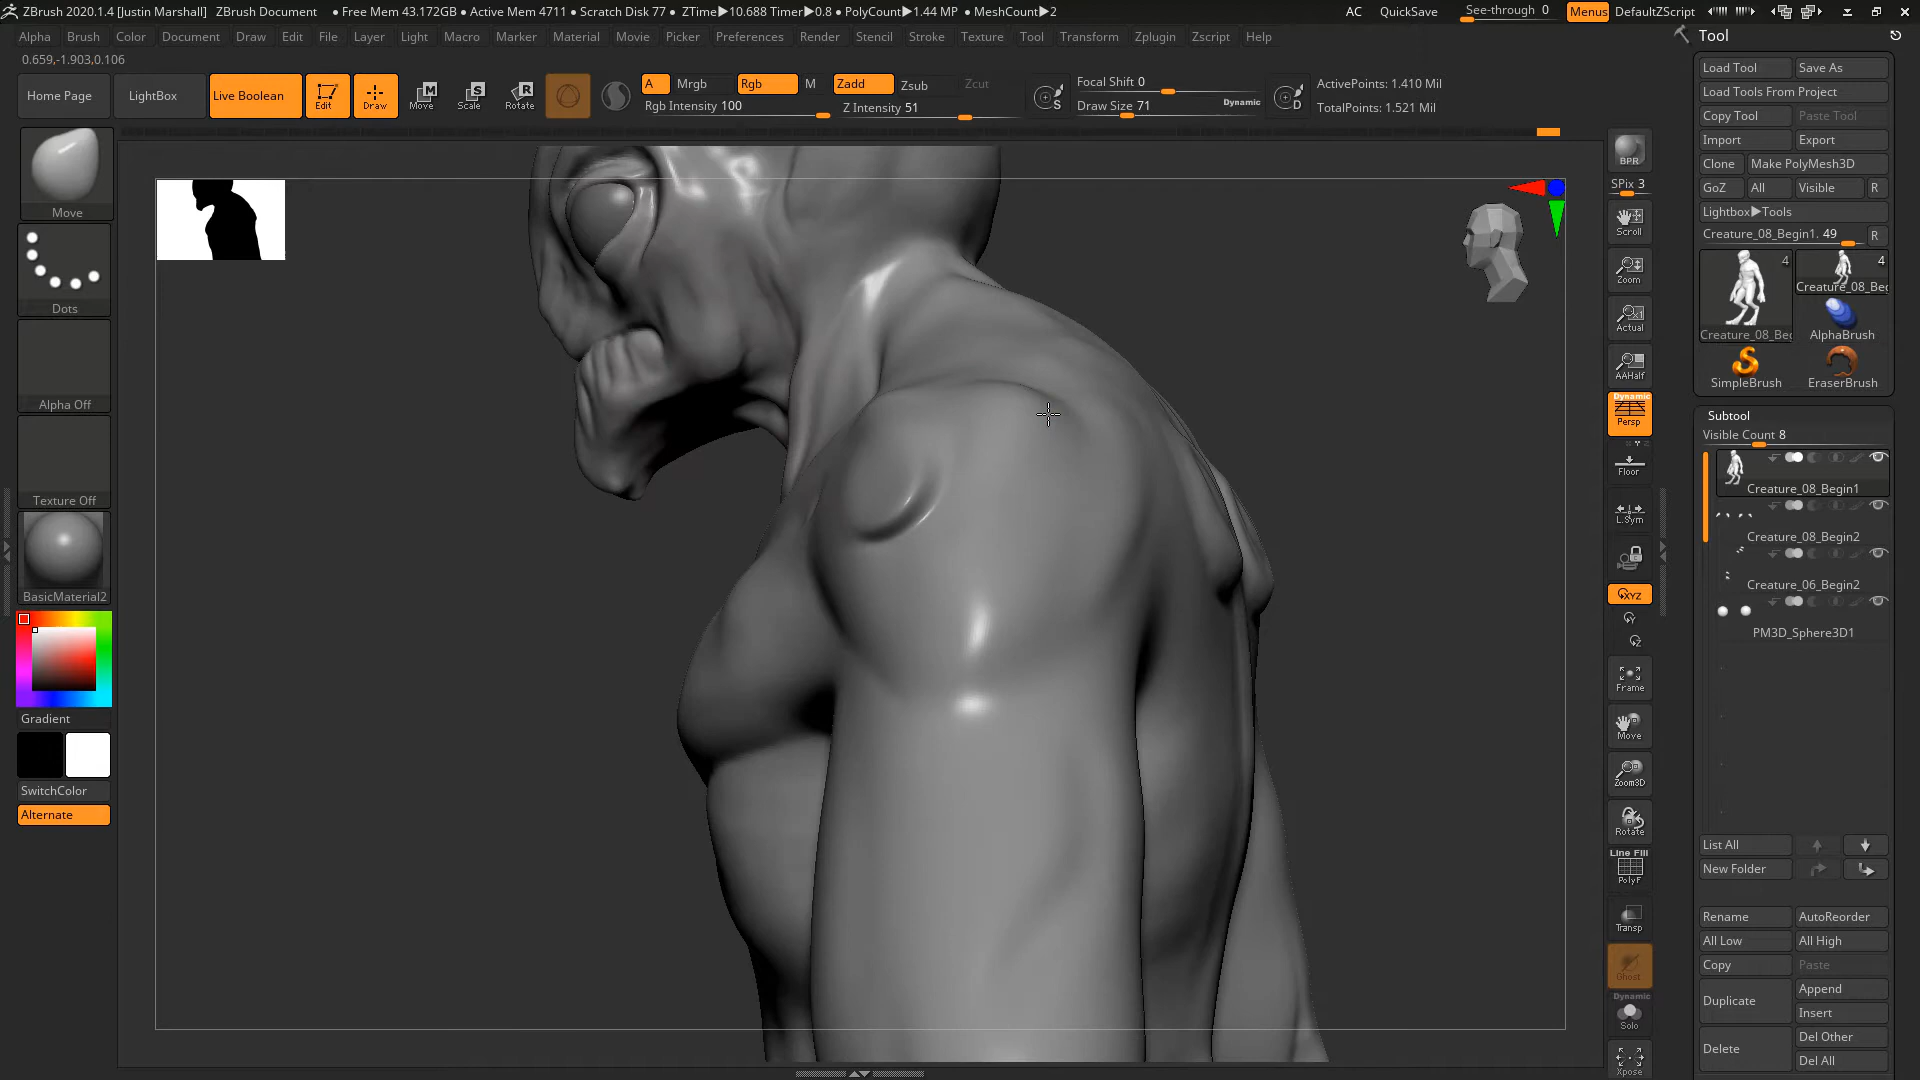 ZBrush 2020.1.4 [Justin Marshall] ZBrush Document ● Free Mem 43.172GB ● Active Mem 4711 ● Scratch Disk 77 ● ZTime▶10.688 Timer▶0.8 ● PolyCount▶1.44 MP ● MeshCount▶2 AC QuickSave See-through 0 Menus DefaultZScript
Alpha Brush Color Document Draw Edit File Layer Light Macro Marker Material Movie Picker Preferences Render Stencil Stroke Texture Tool Transform Zplugin Zscript Help
0.659,-1.903,0.106
Home Page LightBox Live Boolean Edit Draw Move Scale Rotate
A Mrgb Rgb M Zadd Zsub Zcut
Rgb Intensity 100 Z Intensity 51
S Focal Shift 0
Draw Size 71 Dynamic D
ActivePoints: 1.410 Mil
TotalPoints: 1.521 Mil
Move
Dots
Alpha Off
Texture Off
BasicMaterial2
Gradient
SwitchColor
Alternate
BPR
SPix 3
Scroll
Zoom
Actual
AAHalf
Dynamic
Persp
Floor
L.Sym
XYZ
Y
Z
Frame
Move
Zoom3D
Rotate
Line Fill
PolyF
Transp
Ghost
Dynamic
Solo
Xpose
Tool
Load Tool Save As
Load Tools From Project
Copy Tool Paste Tool
Import Export
Clone Make PolyMesh3D
GoZ All Visible R
Lightbox▶Tools
Creature_08_Begin1. 49 R
4 4
Creature_08_Beg
Creature_08_Beg AlphaBrush
SimpleBrush EraserBrush
Subtool
Visible Count 8
Creature_08_Begin1
Creature_08_Begin2
Creature_06_Begin2
PM3D_Sphere3D1
List All
New Folder
Rename AutoReorder
All Low All High
Copy Paste
Duplicate Append
Insert
Delete Del Other
Del All